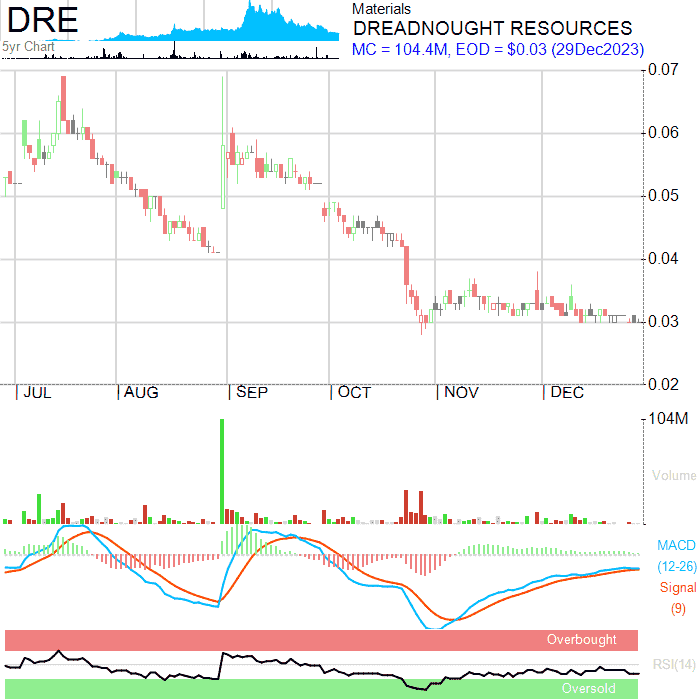 DRE
5yr Chart
Materials
DREADNOUGHT RESOURCES
MC = 104.4M, EOD = $0.03 (29Dec2023)
0.07
0.06
0.05
0.04
0.03
0.02
JUL AUG SEP OCT NOV DEC
104M
Volume
MACD
(12-26)
Signal
(9)
Overbought
RSI(14)
Oversold